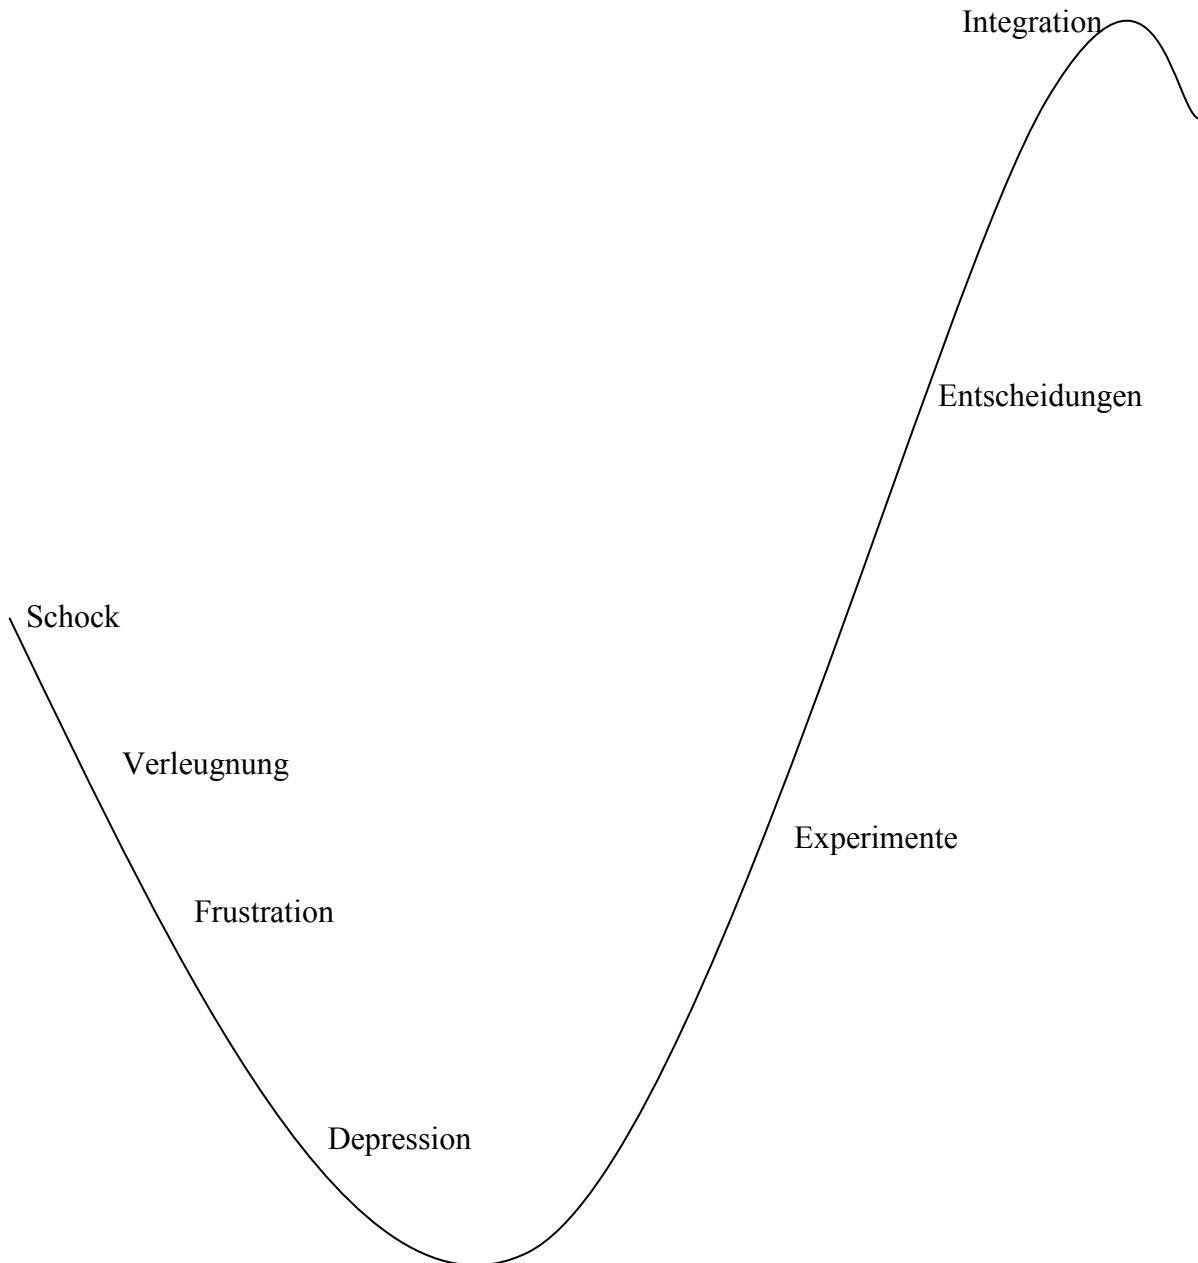 Integration
Entscheidungen
Schock
Verleugnung
Experimente
Frustration
Depression